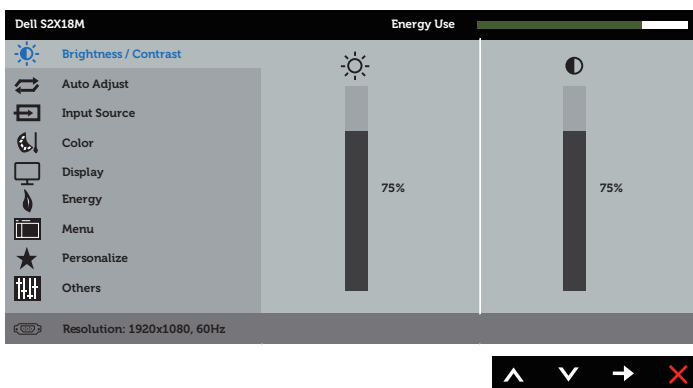 Dell S2X18M Energy Use
Brightness / Contrast
Auto Adjust
Input Source
Color
Display
75% 75%
Energy
Menu
Personalize
Others
Resolution: 1920x1080, 60Hz